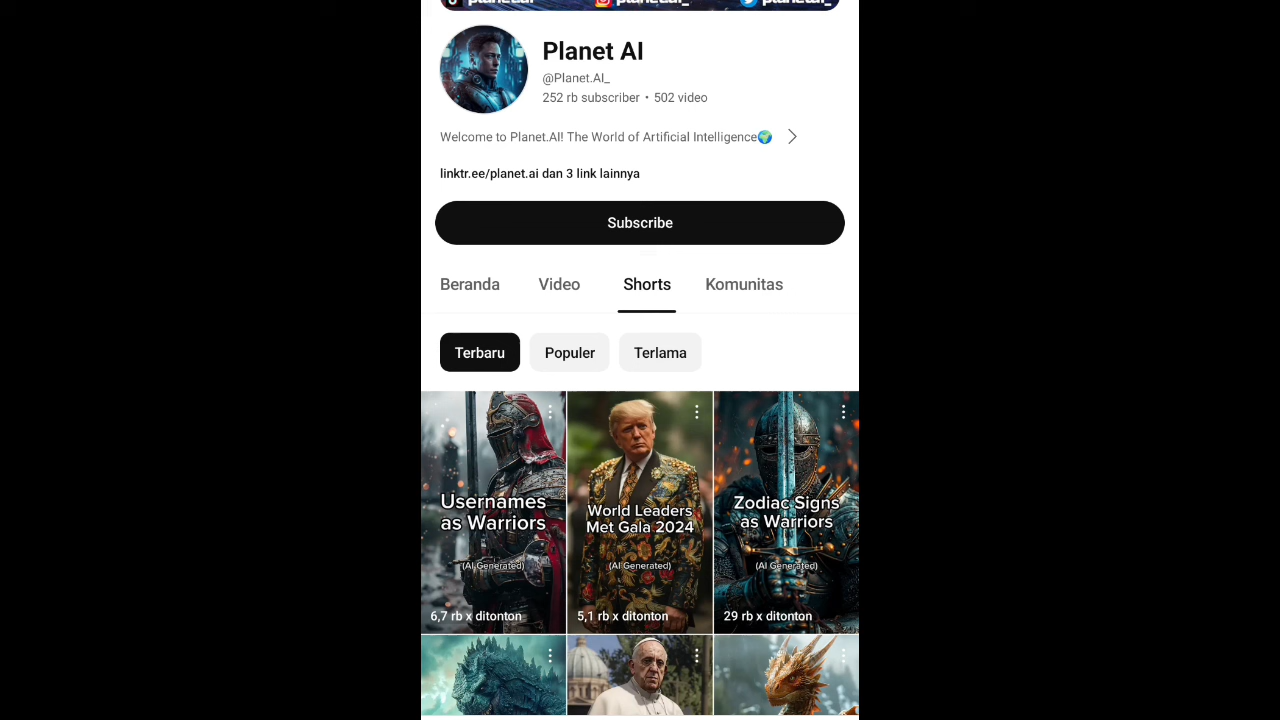 Planet AI
@Planet.AI_
252 rb subscriber • 502 video
Welcome to Planet.AI! The World of Artificial Intelligence🌍
linktr.ee/planet.ai dan 3 link lainnya
Subscribe
Beranda Video Shorts Komunitas
Terbaru Populer Terlama
Usernames
as Warriors
(AI Generated)
6,7 rb x ditonton
World Leaders
Met Gala 2024
(AI Generated)
5,1 rb x ditonton
Zodiac Signs
as Warriors
(AI Generated)
29 rb x ditonton